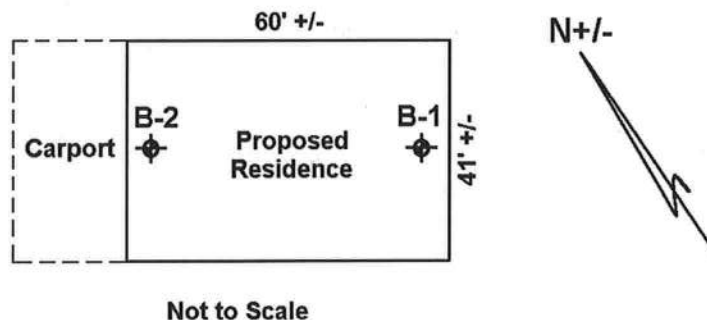 60' +/-
N+/-
B-2
B-1
Carport
Proposed
Residence
41' +/-
Not to Scale